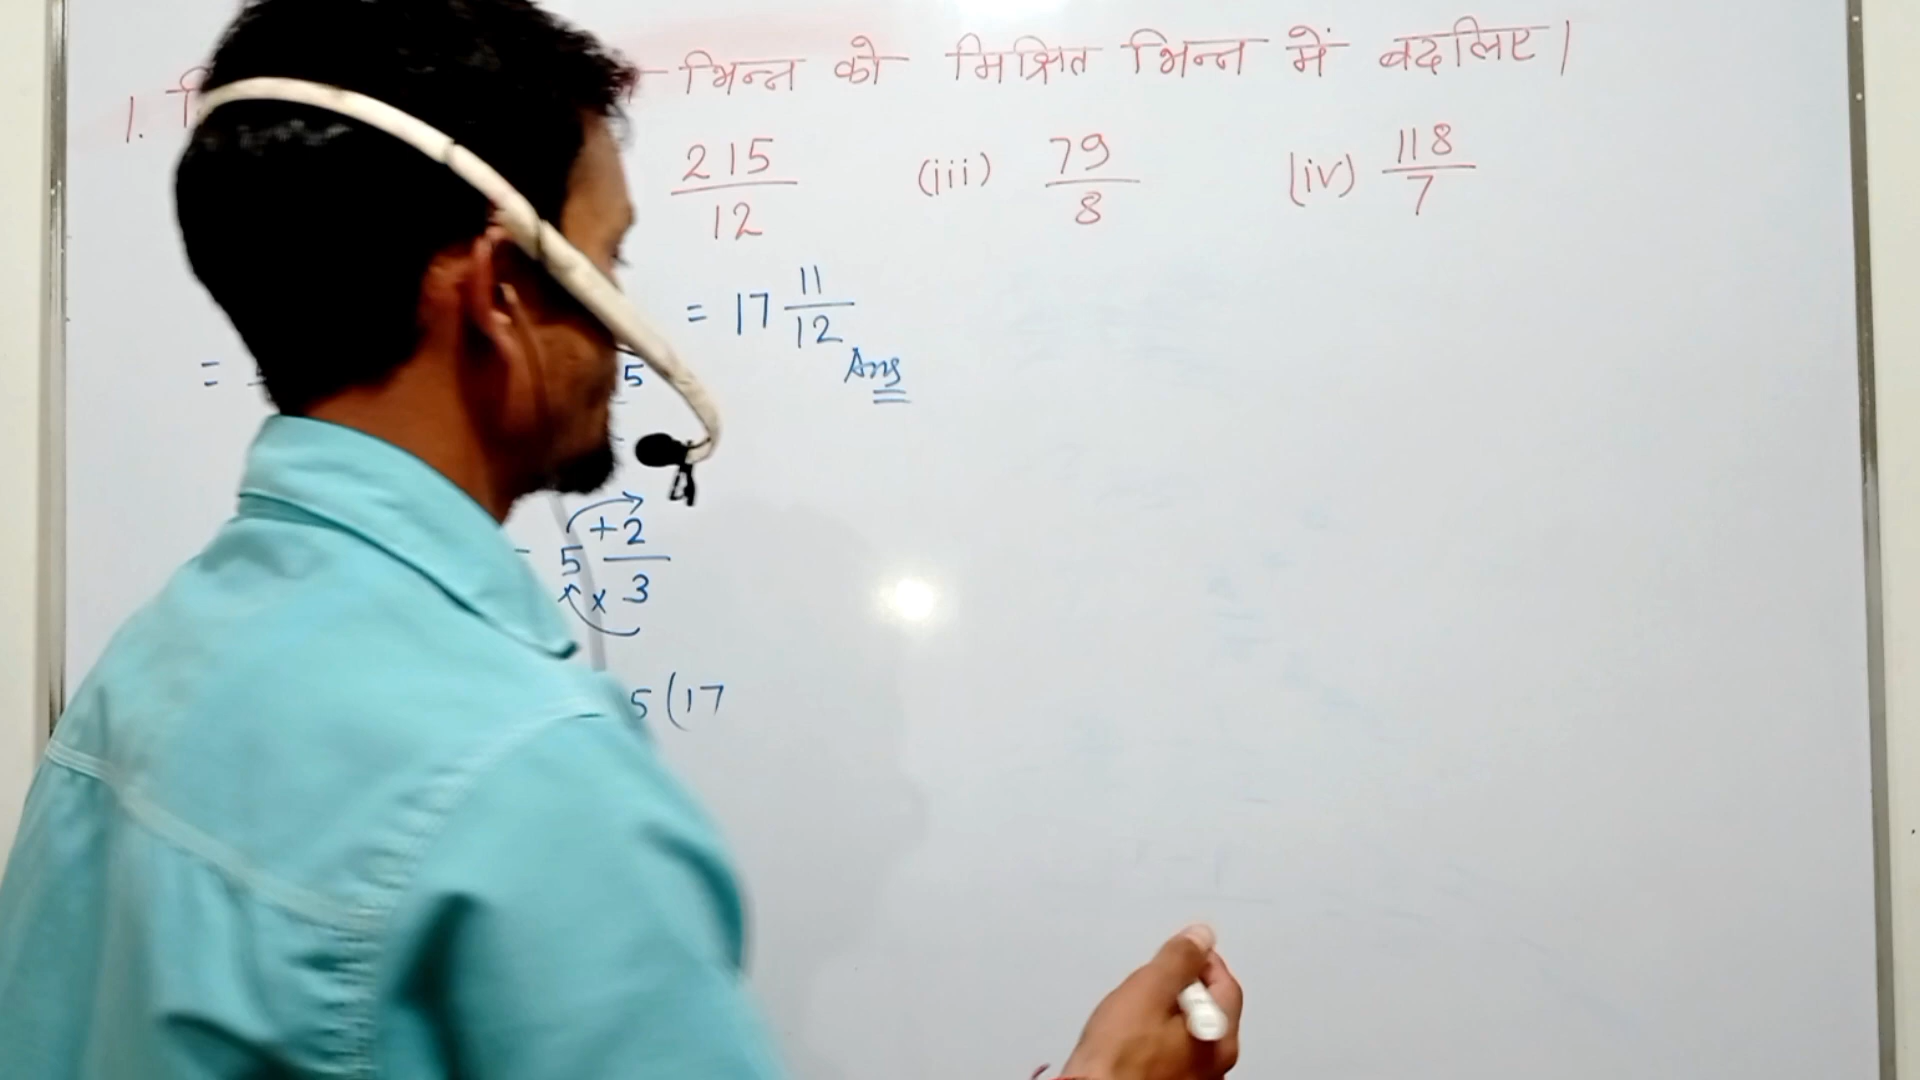 1. भिन्न को मिश्रित भिन्न में बदलिए।
215/12 (iii) 79/8 (iv) 118/7
= 17 11/12
Ans
= 5
5 +2
× 3
5(17